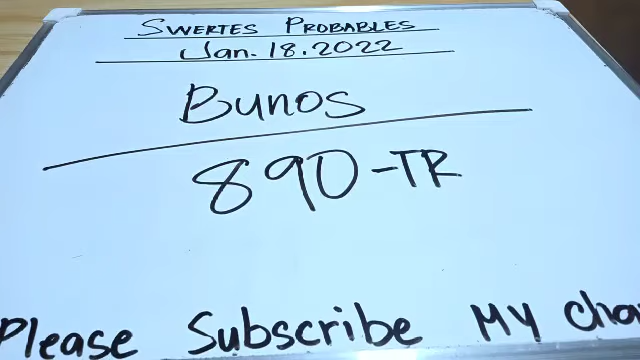 SWERTES PROBABLES
Jan. 18.2022
Bunos
890-TR
Please Subscribe My